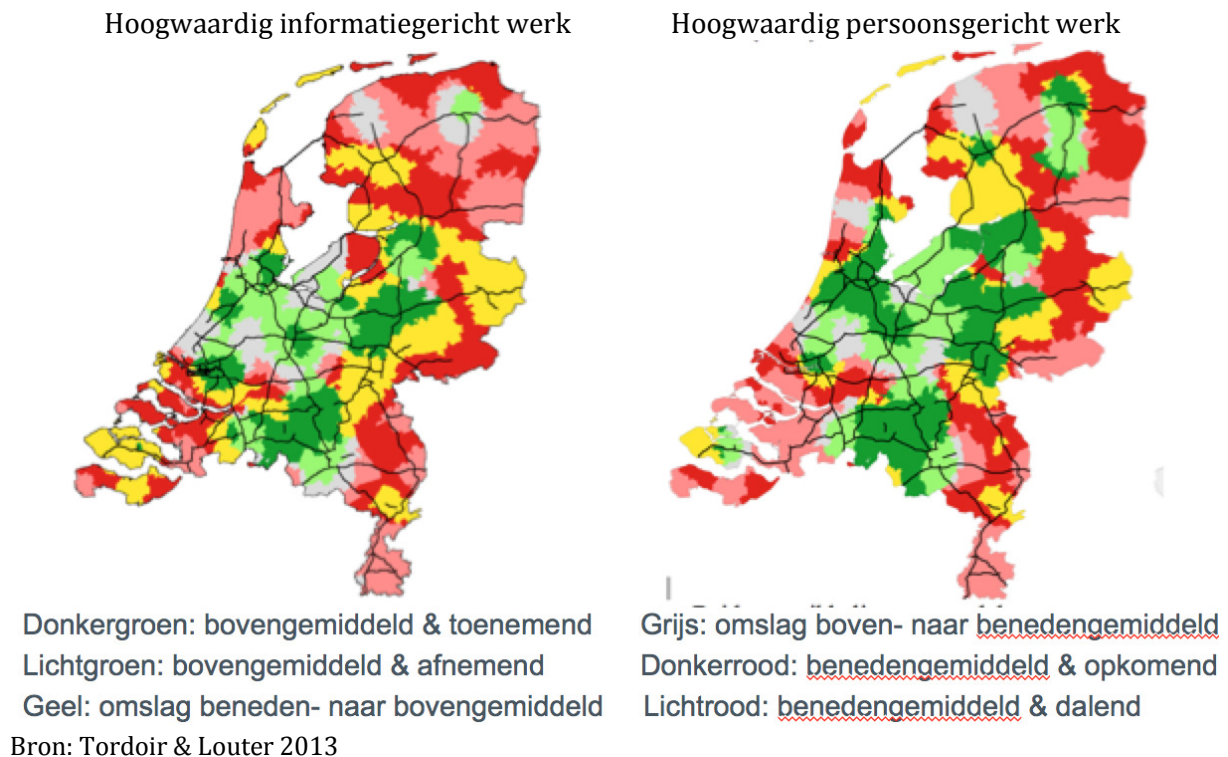 Hoogwaardig informatiegericht werk
Hoogwaardig persoonsgericht werk
Donkergroen: bovengemiddeld & toenemend
Lichtgroen: bovengemiddeld & afnemend
Geel: omslag beneden- naar bovengemiddeld
Grijs: omslag boven- naar benedengemiddeld
Donkerrood: benedengemiddeld & opkomend
Lichtrood: benedengemiddeld & dalend
Bron: Tordoir & Louter 2013